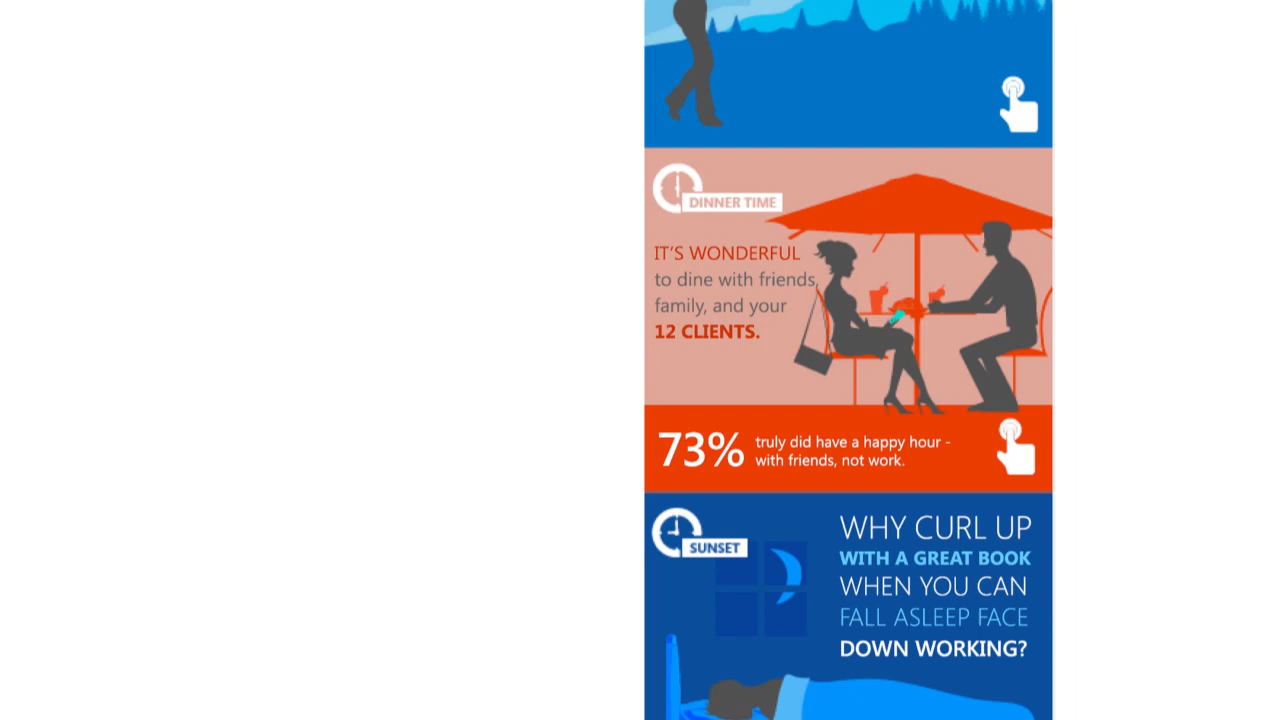 DINNER TIME
IT'S WONDERFUL
to dine with friends,
family, and your
12 CLIENTS.
73%
truly did have a happy hour -
with friends, not work.
SUNSET
WHY CURL UP
WITH A GREAT BOOK
WHEN YOU CAN
FALL ASLEEP FACE
DOWN WORKING?